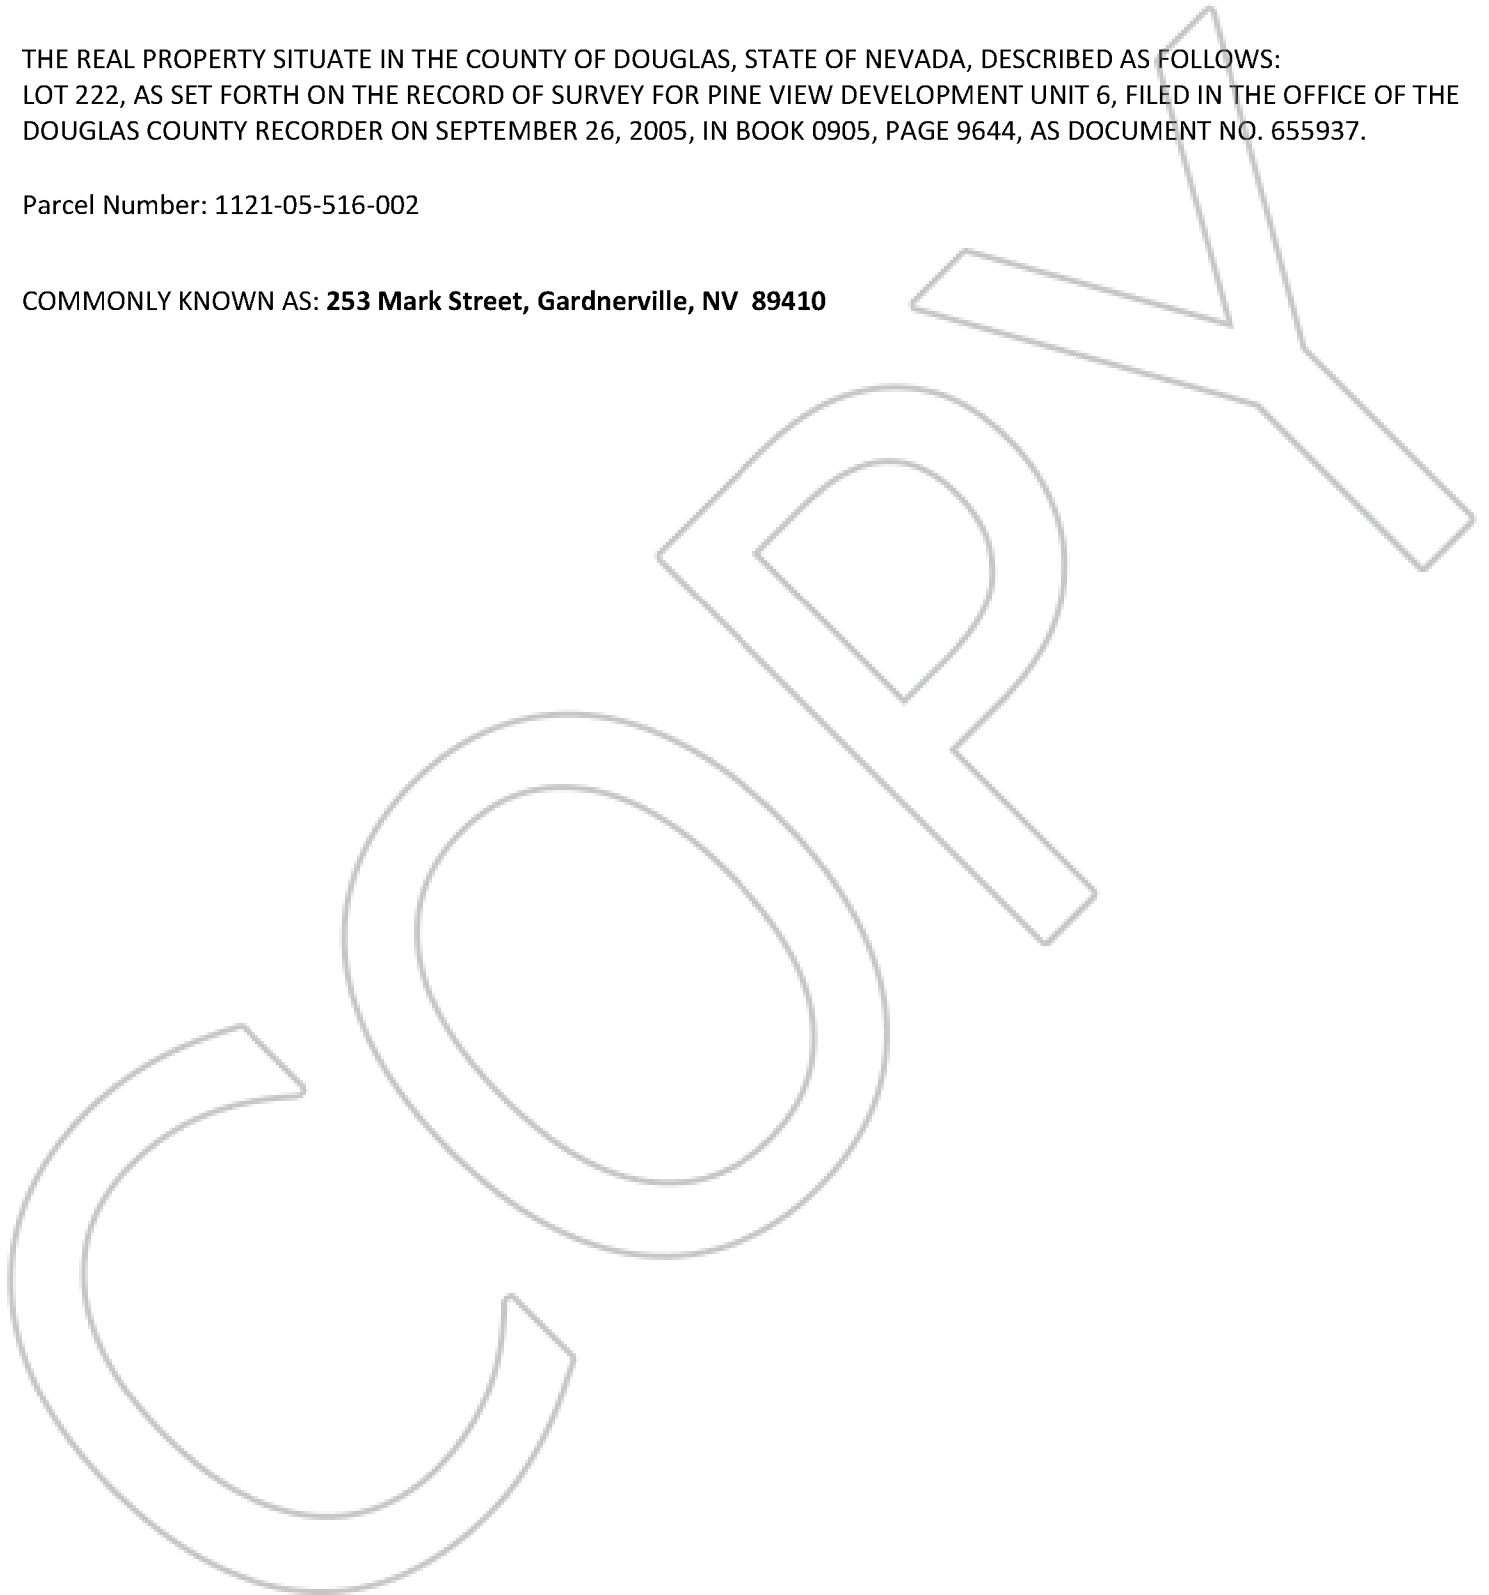 THE REAL PROPERTY SITUATE IN THE COUNTY OF DOUGLAS, STATE OF NEVADA, DESCRIBED AS FOLLOWS:
LOT 222, AS SET FORTH ON THE RECORD OF SURVEY FOR PINE VIEW DEVELOPMENT UNIT 6, FILED IN THE OFFICE OF THE
DOUGLAS COUNTY RECORDER ON SEPTEMBER 26, 2005, IN BOOK 0905, PAGE 9644, AS DOCUMENT NO. 655937.
Parcel Number: 1121-05-516-002
COMMONLY KNOWN AS: 253 Mark Street, Gardnerville, NV  89410
COPY